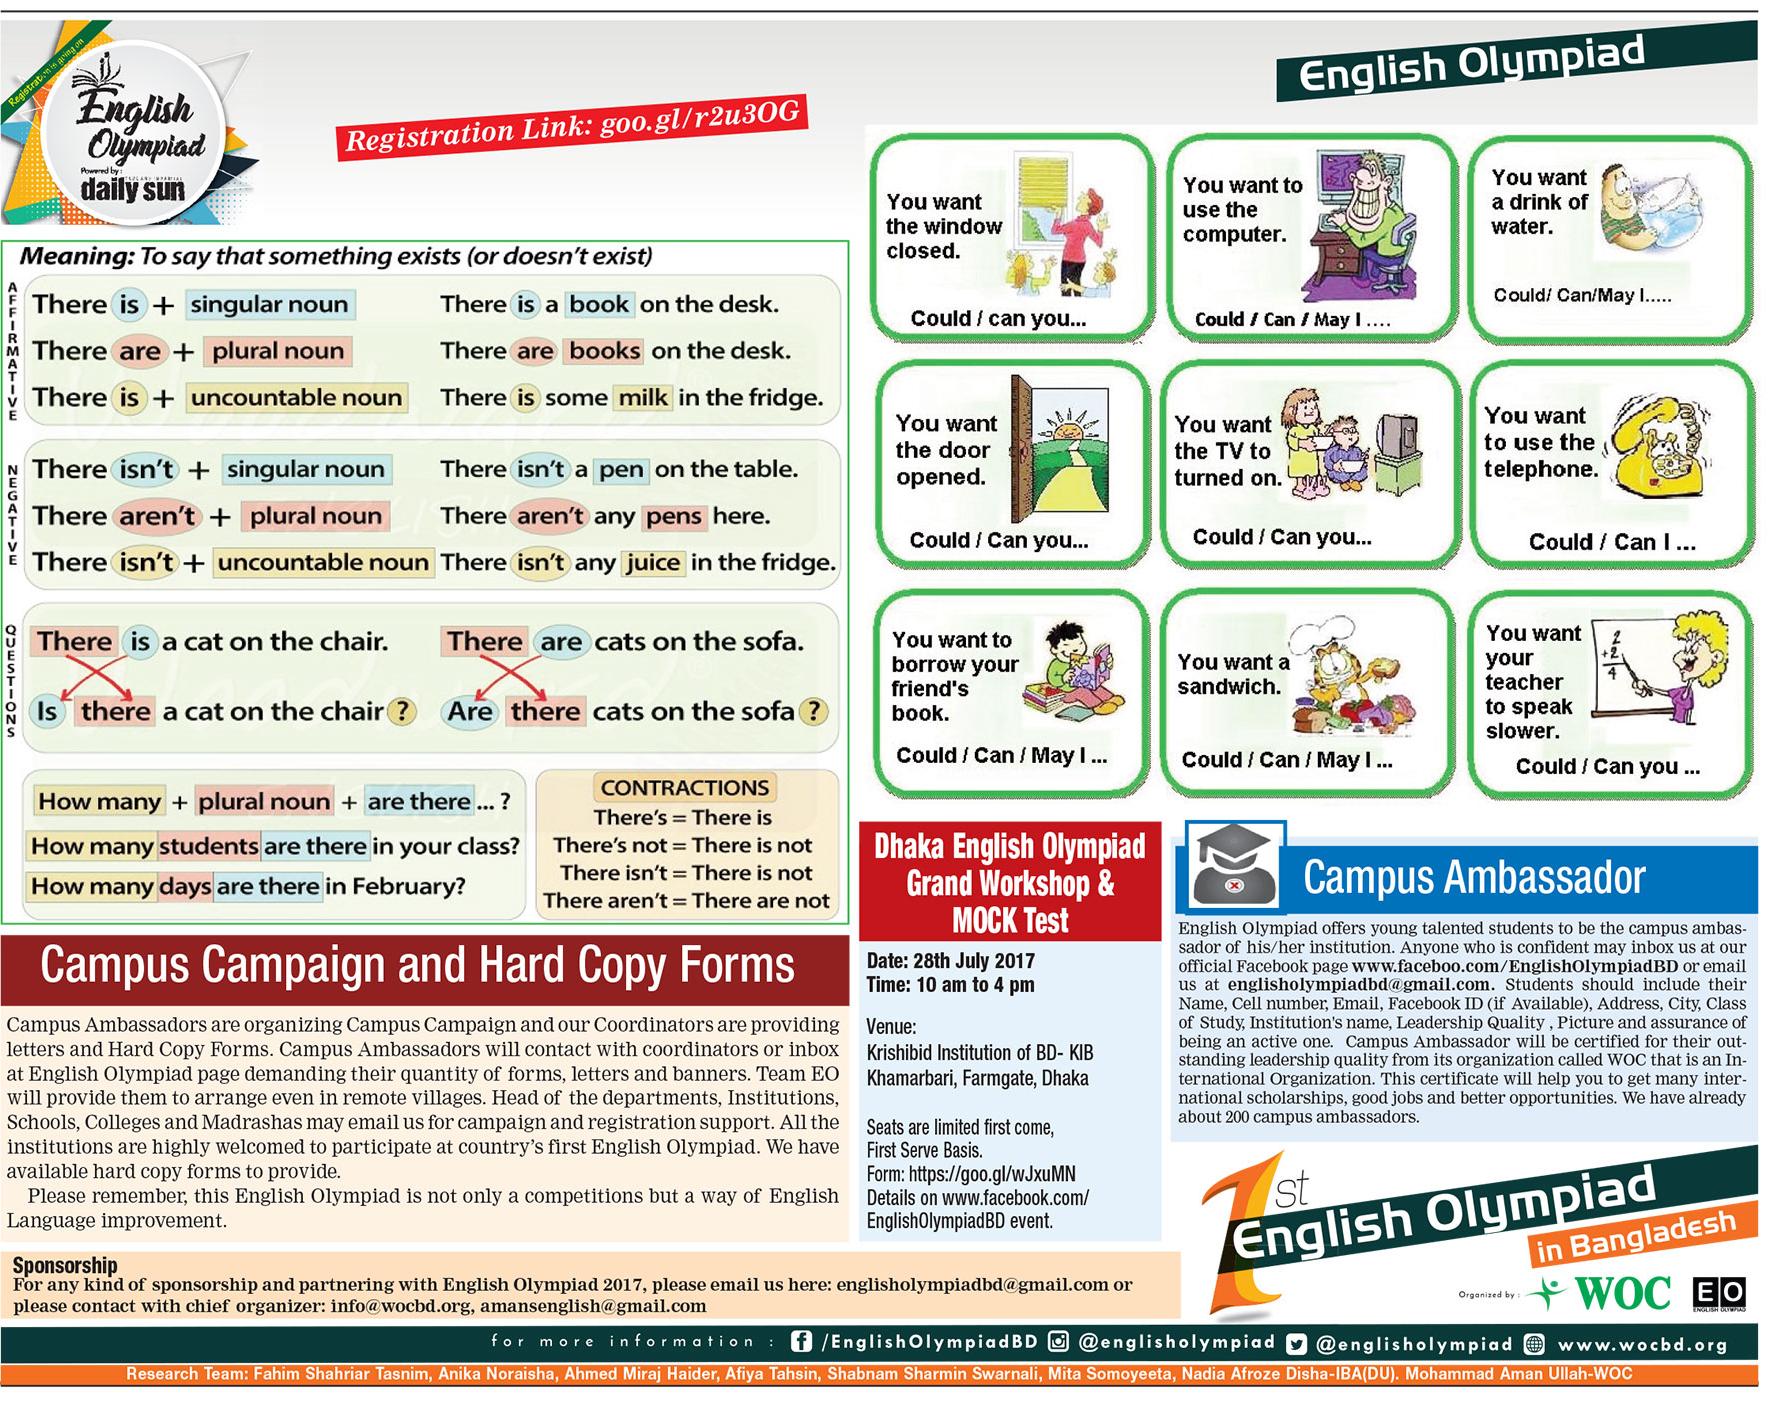 Registration is going on
English
Olympiad
Powered by :
daily sun
Registration Link: goo.gl/r2u3OG
English Olympiad
Meaning: To say that something exists (or doesn't exist)
AFFIRMATIVE
There is + singular noun There is a book on the desk.
There are + plural noun There are books on the desk.
There is + uncountable noun There is some milk in the fridge.
NEGATIVE
There isn't + singular noun There isn't a pen on the table.
There aren't + plural noun There aren't any pens here.
There isn't + uncountable noun There isn't any juice in the fridge.
QUESTIONS
There is a cat on the chair. There are cats on the sofa.
Is there a cat on the chair ? Are there cats on the sofa ?
How many + plural noun + are there ... ?
How many students are there in your class?
How many days are there in February?
CONTRACTIONS
There's = There is
There's not = There is not
There isn't = There is not
There aren't = There are not
You want
the window
closed.
Could / can you...
You want to
use the
computer.
Could / Can / May I ....
You want
a drink of
water.
Could/ Can/May I.....
You want
the door
opened.
Could / Can you...
You want
the TV to
turned on.
Could / Can you...
You want
to use the
telephone.
Could / Can I ...
You want to
borrow your
friend's
book.
Could / Can / May I ...
You want a
sandwich.
Could / Can / May I ...
You want
your
teacher
to speak
slower.
2
+2
4
Could / Can you ...
Campus Campaign and Hard Copy Forms
Campus Ambassadors are organizing Campus Campaign and our Coordinators are providing
letters and Hard Copy Forms. Campus Ambassadors will contact with coordinators or inbox
at English Olympiad page demanding their quantity of forms, letters and banners. Team EO
will provide them to arrange even in remote villages. Head of the departments, Institutions,
Schools, Colleges and Madrashas may email us for campaign and registration support. All the
institutions are highly welcomed to participate at country's first English Olympiad. We have
available hard copy forms to provide.
Please remember, this English Olympiad is not only a competitions but a way of English
Language improvement.
Dhaka English Olympiad
Grand Workshop &
MOCK Test
Date: 28th July 2017
Time: 10 am to 4 pm
Venue:
Krishibid Institution of BD- KIB
Khamarbari, Farmgate, Dhaka
Seats are limited first come,
First Serve Basis.
Form: https://goo.gl/wJxuMN
Details on www.facebook.com/
EnglishOlympiadBD event.
Campus Ambassador
English Olympiad offers young talented students to be the campus ambas-
sador of his/her institution. Anyone who is confident may inbox us at our
official Facebook page www.faceboo.com/EnglishOlympiadBD or email
us at englisholympiadbd@gmail.com. Students should include their
Name, Cell number, Email, Facebook ID (if Available), Address, City, Class
of Study, Institution's name, Leadership Quality , Picture and assurance of
being an active one. Campus Ambassador will be certified for their out-
standing leadership quality from its organization called WOC that is an In-
ternational Organization. This certificate will help you to get many inter-
national scholarships, good jobs and better opportunities. We have already
about 200 campus ambassadors.
1st
English Olympiad
in Bangladesh
Organized by : WOC EO
ENGLISH OLYMPIAD
Sponsorship
For any kind of sponsorship and partnering with English Olympiad 2017, please email us here: englisholympiadbd@gmail.com or
please contact with chief organizer: info@wocbd.org, amansenglish@gmail.com
for more information : /EnglishOlympiadBD @englisholympiad @englisholympiad www.wocbd.org
Research Team: Fahim Shahriar Tasnim, Anika Noraisha, Ahmed Miraj Haider, Afiya Tahsin, Shabnam Sharmin Swarnali, Mita Somoyeeta, Nadia Afroze Disha-IBA(DU). Mohammad Aman Ullah-WOC